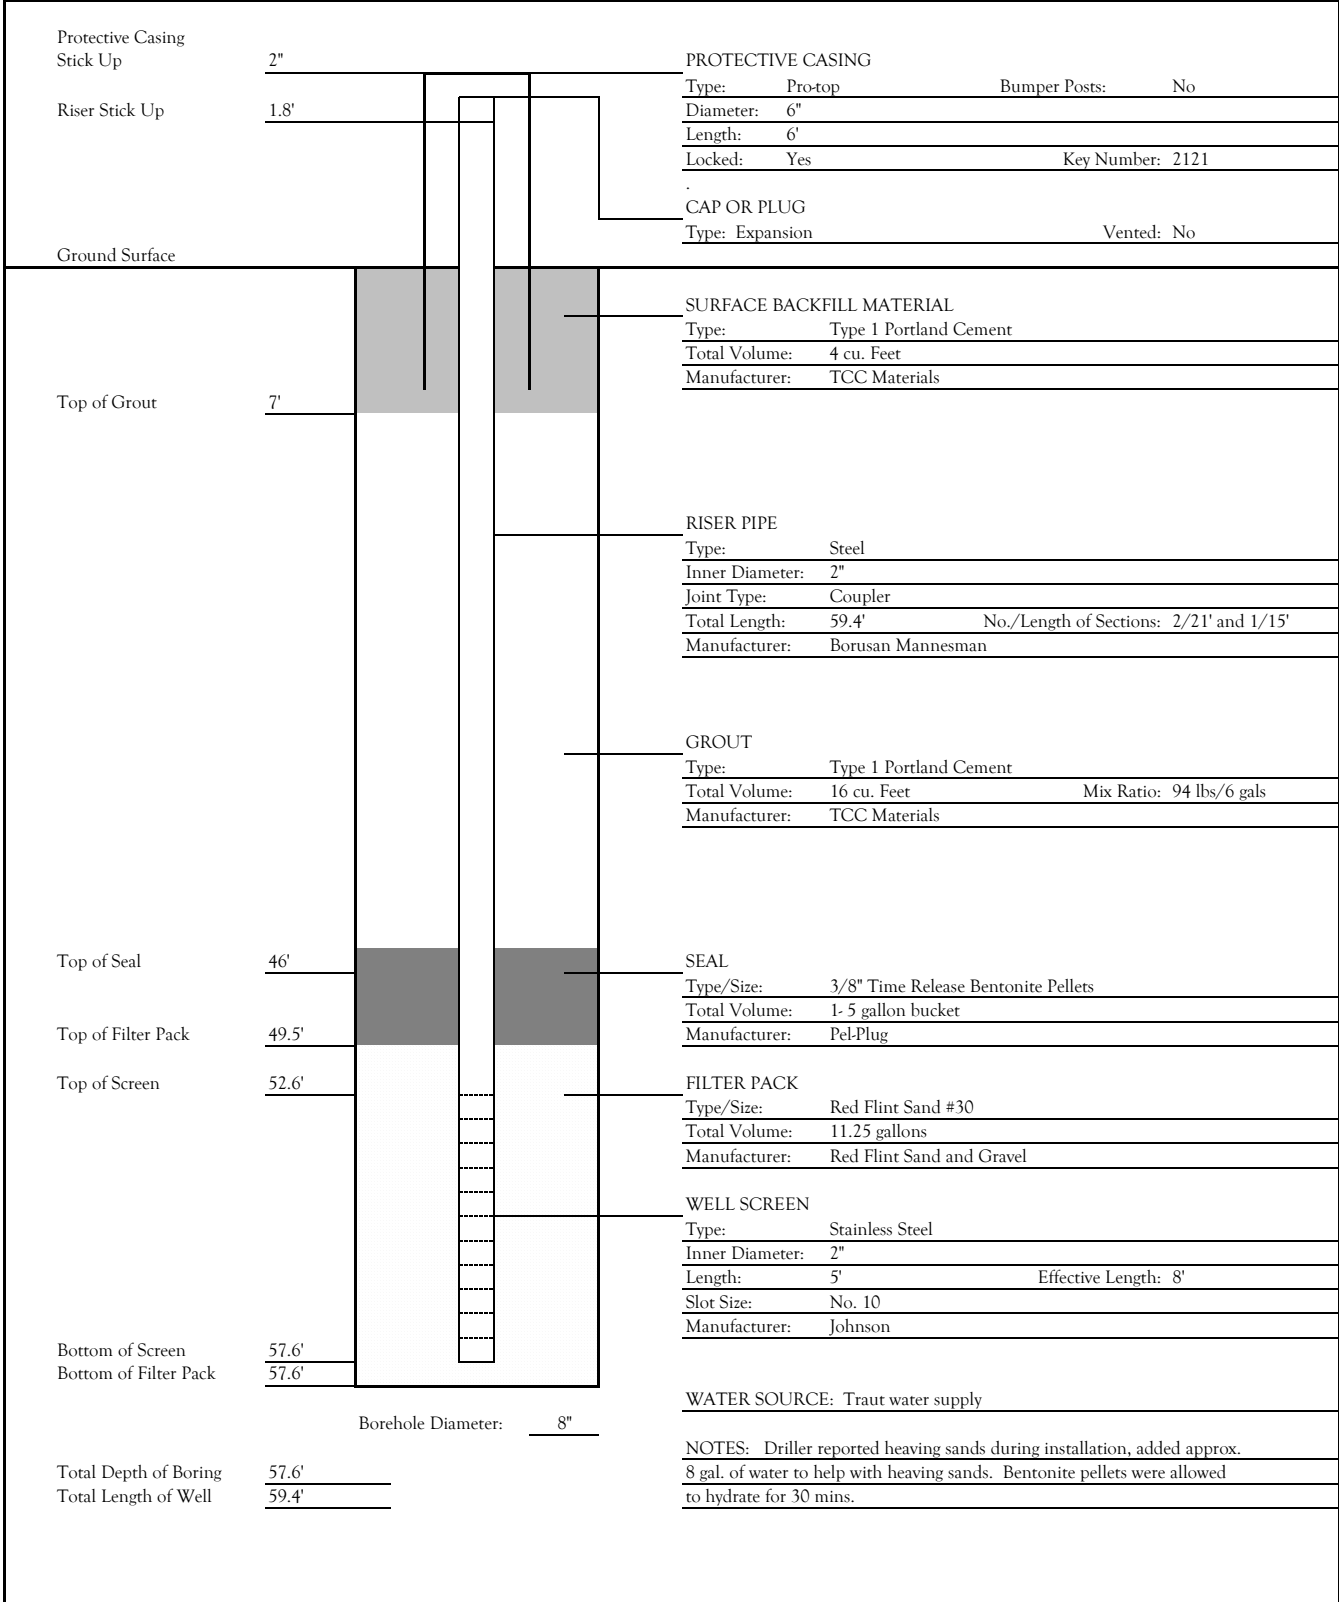 Protective Casing
Stick Up 2"
PROTECTIVE CASING
Type: Pro-top Bumper Posts: No
Riser Stick Up 1.8'
Diameter: 6"
Length: 6'
Locked: Yes Key Number: 2121
.
CAP OR PLUG
Type: Expansion Vented: No
Ground Surface
SURFACE BACKFILL MATERIAL
Type: Type 1 Portland Cement
Total Volume: 4 cu. Feet
Manufacturer: TCC Materials
Top of Grout 7'
RISER PIPE
Type: Steel
Inner Diameter: 2"
Joint Type: Coupler
Total Length: 59.4' No./Length of Sections: 2/21' and 1/15'
Manufacturer: Borusan Mannesman
GROUT
Type: Type 1 Portland Cement
Total Volume: 16 cu. Feet Mix Ratio: 94 lbs/6 gals
Manufacturer: TCC Materials
Top of Seal 46'
SEAL
Type/Size: 3/8" Time Release Bentonite Pellets
Total Volume: 1- 5 gallon bucket
Top of Filter Pack 49.5'
Manufacturer: Pel-Plug
Top of Screen 52.6'
FILTER PACK
Type/Size: Red Flint Sand #30
Total Volume: 11.25 gallons
Manufacturer: Red Flint Sand and Gravel
WELL SCREEN
Type: Stainless Steel
Inner Diameter: 2"
Length: 5' Effective Length: 8'
Slot Size: No. 10
Manufacturer: Johnson
Bottom of Screen 57.6'
Bottom of Filter Pack 57.6'
WATER SOURCE: Traut water supply
Borehole Diameter: 8"
NOTES: Driller reported heaving sands during installation, added approx.
8 gal. of water to help with heaving sands. Bentonite pellets were allowed
to hydrate for 30 mins.
Total Depth of Boring 57.6'
Total Length of Well 59.4'